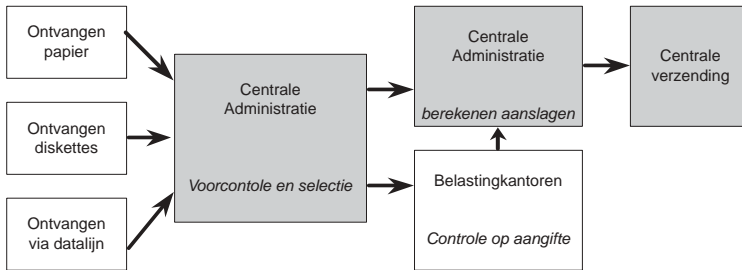 Ontvangen
papier
Ontvangen
diskettes
Ontvangen
via datalijn
Centrale
Administratie
Voorcontole en selectie
Centrale
Administratie
berekenen aanslagen
Belastingkantoren
Controle op aangifte
Centrale
verzending